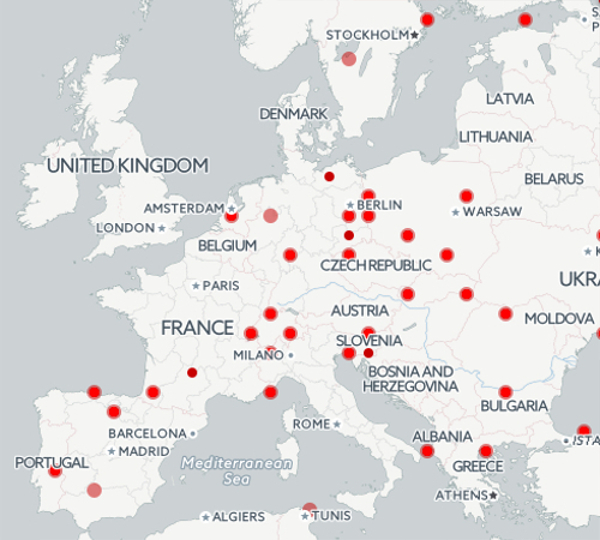 STOCKHOLM
S
P
DENMARK
LATVIA
LITHUANIA
UNITED KINGDOM
BELARUS
AMSTERDAM
BERLIN
WARSAW
LONDON
BELGIUM
K
CZECH REPUBLIC
UKRA
PARIS
AUSTRIA
MOLDOVA
FRANCE
SLOVENIA
MILANO
BOSNIA AND
HERZEGOVINA
BULGARIA
ROME
BARCELONA
ALBANIA
ISTA
MADRID
PORTUGAL
Mediterranean
Sea
GREECE
ATHENS
ALGIERS
TUNIS